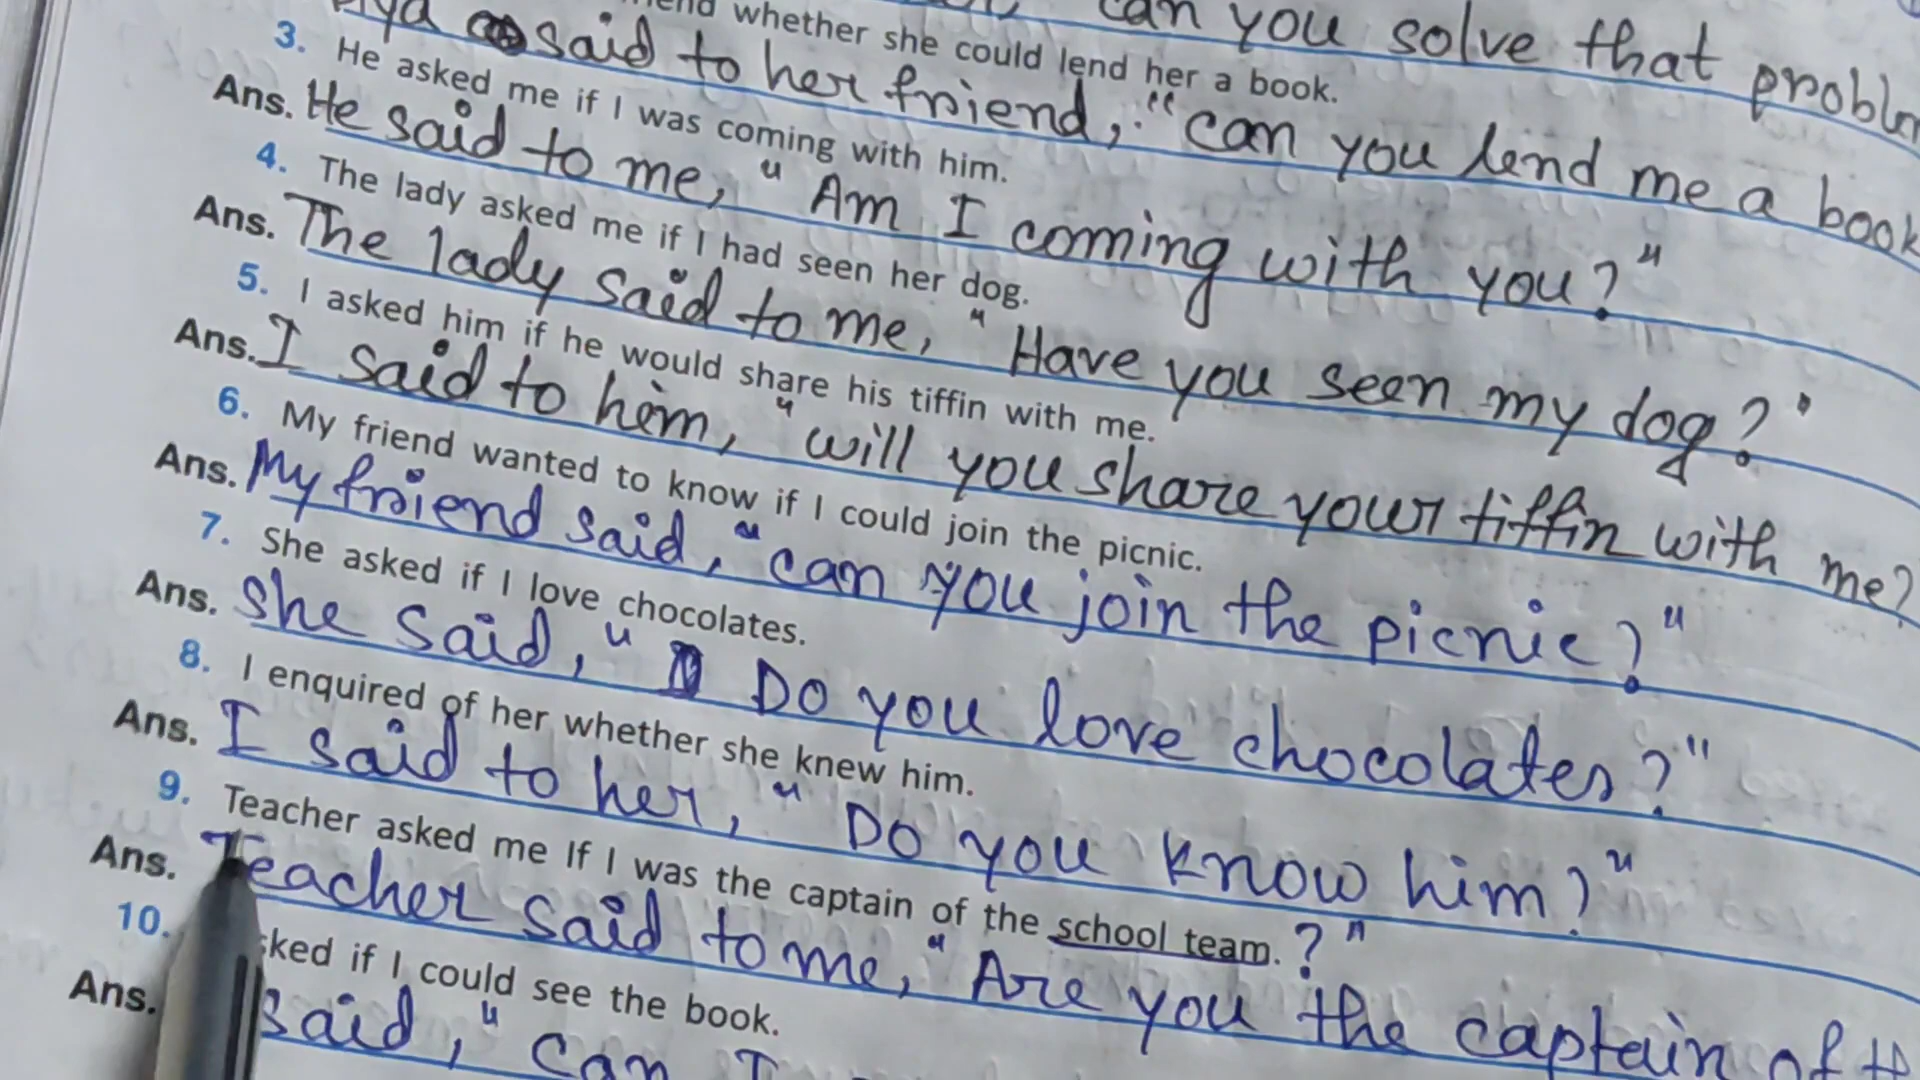 can you solve that
whether she could lend her a book.
said to her friend, "can you lend me a book
3. He asked me if I was coming with him.
Ans. He said to me, "Am I coming with you?"
4. The lady asked me if I had seen her dog.
Ans. The lady said to me, "Have you seen my dog?"
5. I asked him if he would share his tiffin with me.
Ans. I said to him, "will you share your tiffin with me?
6. My friend wanted to know if I could join the picnic.
Ans. My friend said, "can you join the picnic?"
7. She asked if I love chocolates.
Ans. She said, "Do you love chocolates?"
8. I enquired of her whether she knew him.
Ans. I said to her, "Do you know him?"
9. Teacher asked me If I was the captain of the school team. ?"
Ans. Teacher said to me, "Are you the captain of
10. if I could see the book.
Ans. said, "can I